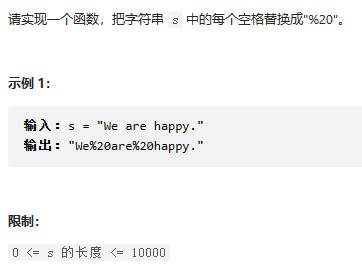 请实现一个函数，把字符串 s 中的每个空格替换成"%20"。
示例 1：
输入：s = "We are happy."
输出："We%20are%20happy."
限制：
0 <= s 的长度 <= 10000